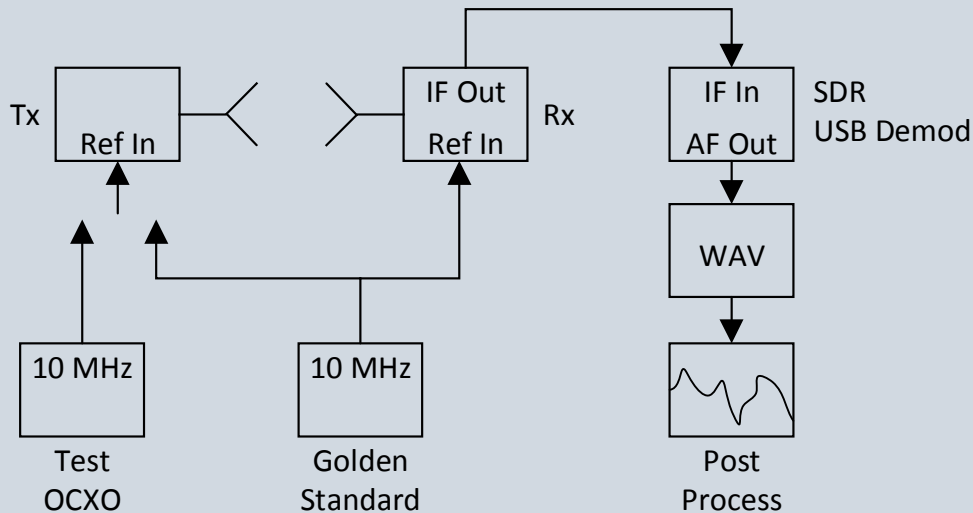 Tx
Ref In
IF Out
Ref In
Rx
IF In
AF Out
SDR
USB Demod
WAV
10 MHz
Test
OCXO
10 MHz
Golden
Standard
Post
Process